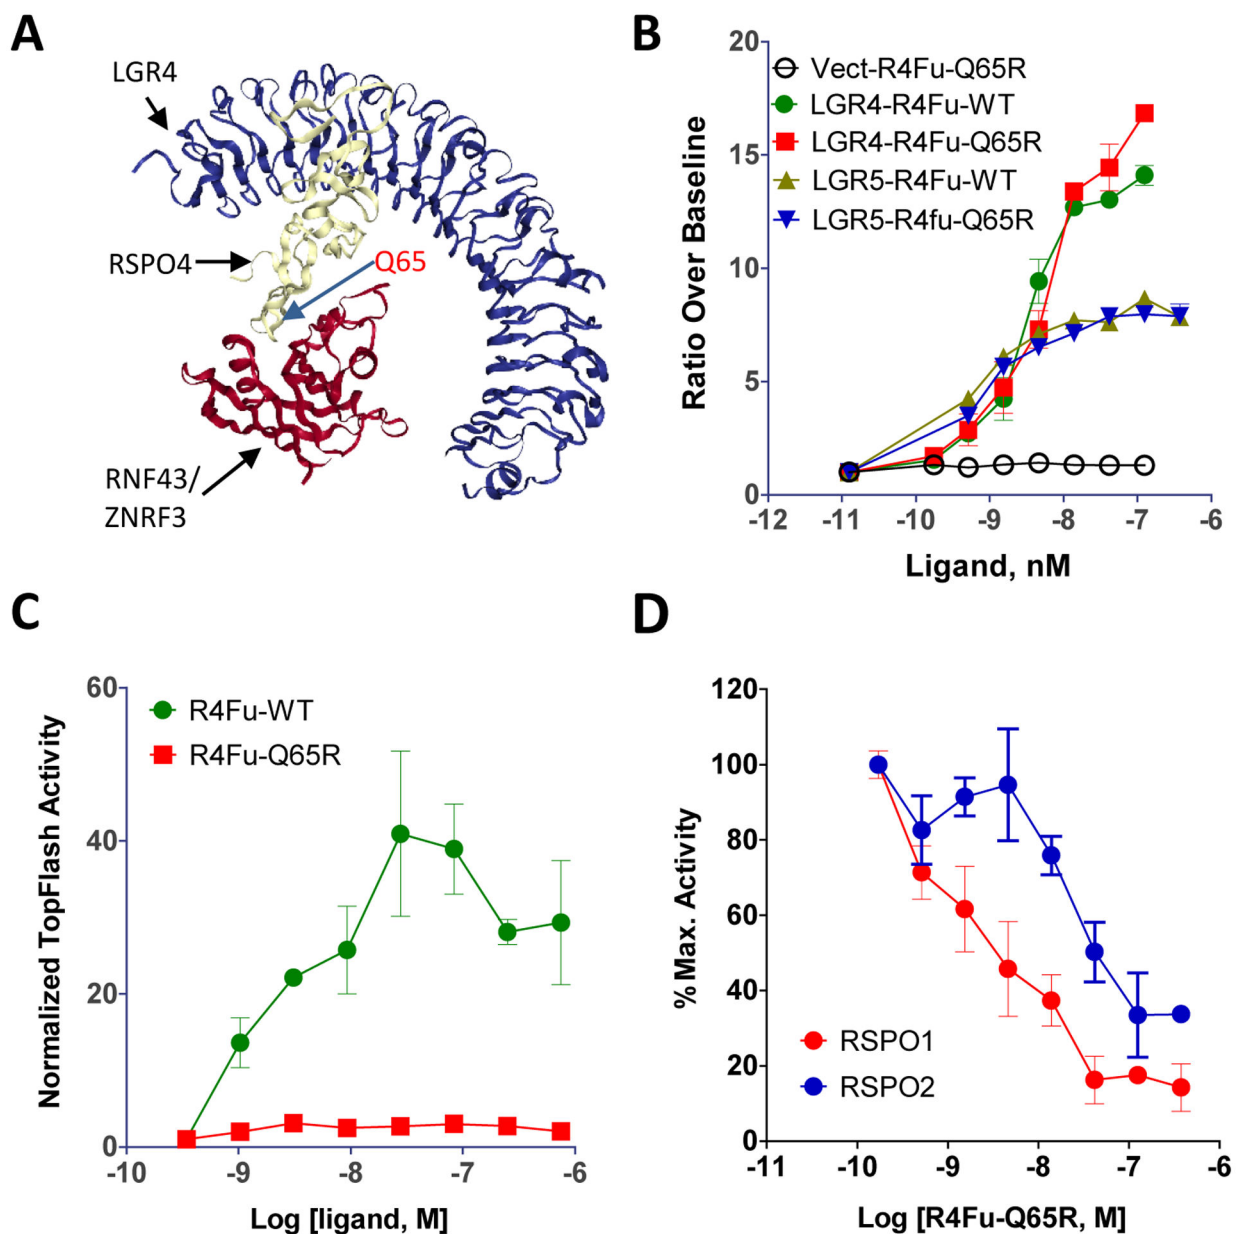 A
LGR4
RSPO4
Q65
RNF43/
ZNRF3
B
20
15
10
5
0
Ratio Over Baseline
Vect-R4Fu-Q65R
LGR4-R4Fu-WT
LGR4-R4Fu-Q65R
LGR5-R4Fu-WT
LGR5-R4fu-Q65R
-12 -11 -10 -9 -8 -7 -6
Ligand, nM
C
60
40
20
0
Normalized TopFlash Activity
R4Fu-WT
R4Fu-Q65R
-10 -9 -8 -7 -6 -5
Log [ligand, M]
D
120
100
80
60
40
20
0
% Max. Activity
RSPO1
RSPO2
-11 -10 -9 -8 -7 -6
Log [R4Fu-Q65R, M]